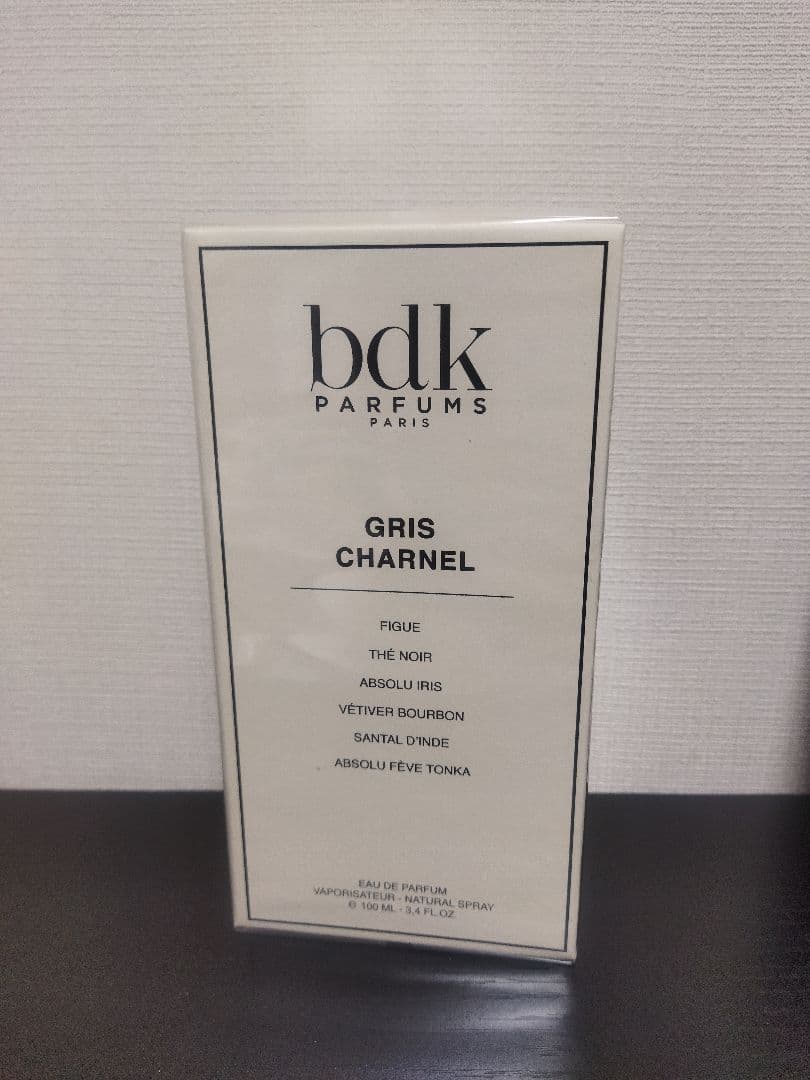 bdk
PARFUMS
PARIS
GRIS
CHARNEL
FIGUE
THÉ NOIR
ABSOLU IRIS
VÉTIVER BOURBON
SANTAL D'INDE
ABSOLU FÈVE TONKA
EAU DE PARFUM
VAPORISATEUR - NATURAL SPRAY
℮ 100 ML - 3,4 FL.OZ.